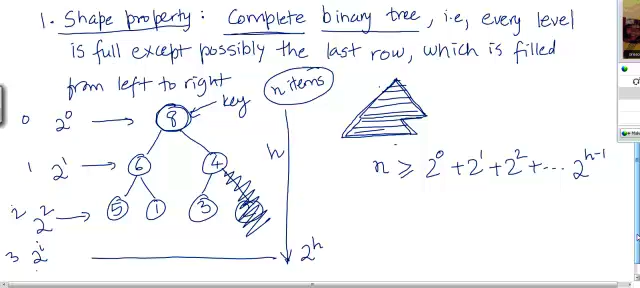 1. Shape property: Complete binary tree, i.e, every level
is full except possibly the last row, which is filled
from left to right
n items
key
0 2^0 8
1 2^1 6 4
h
n ≥ 2^0 + 2^1 + 2^2 + ... 2^{h-1}
2 2^2 5 1 3
3 2^i 2^h